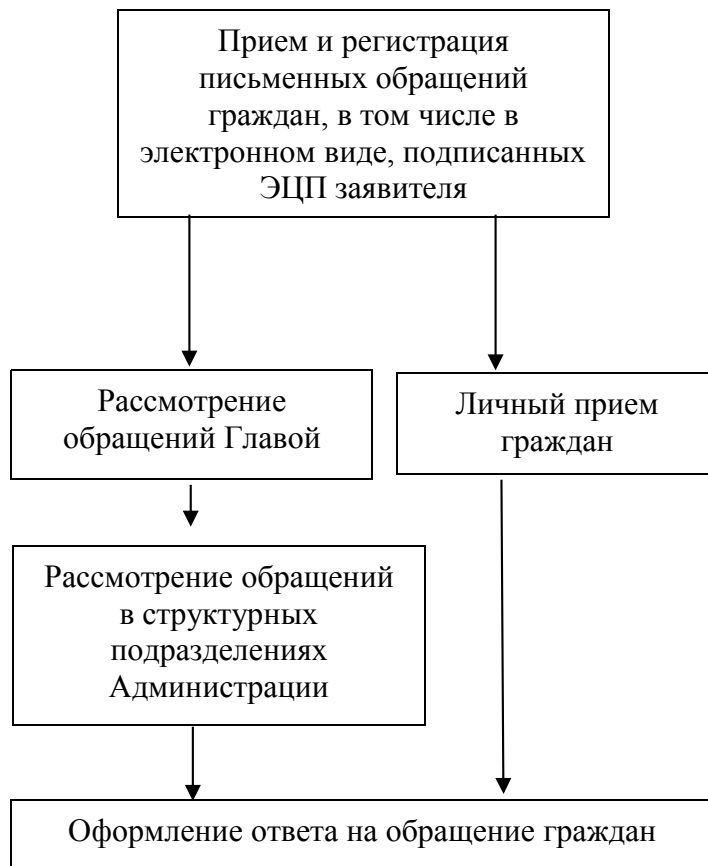 Прием и регистрация
письменных обращений
граждан, в том числе в
электронном виде, подписанных
ЭЦП заявителя
Рассмотрение
обращений Главой
Личный прием
граждан
Рассмотрение обращений
в структурных
подразделениях
Администрации
Оформление ответа на обращение граждан